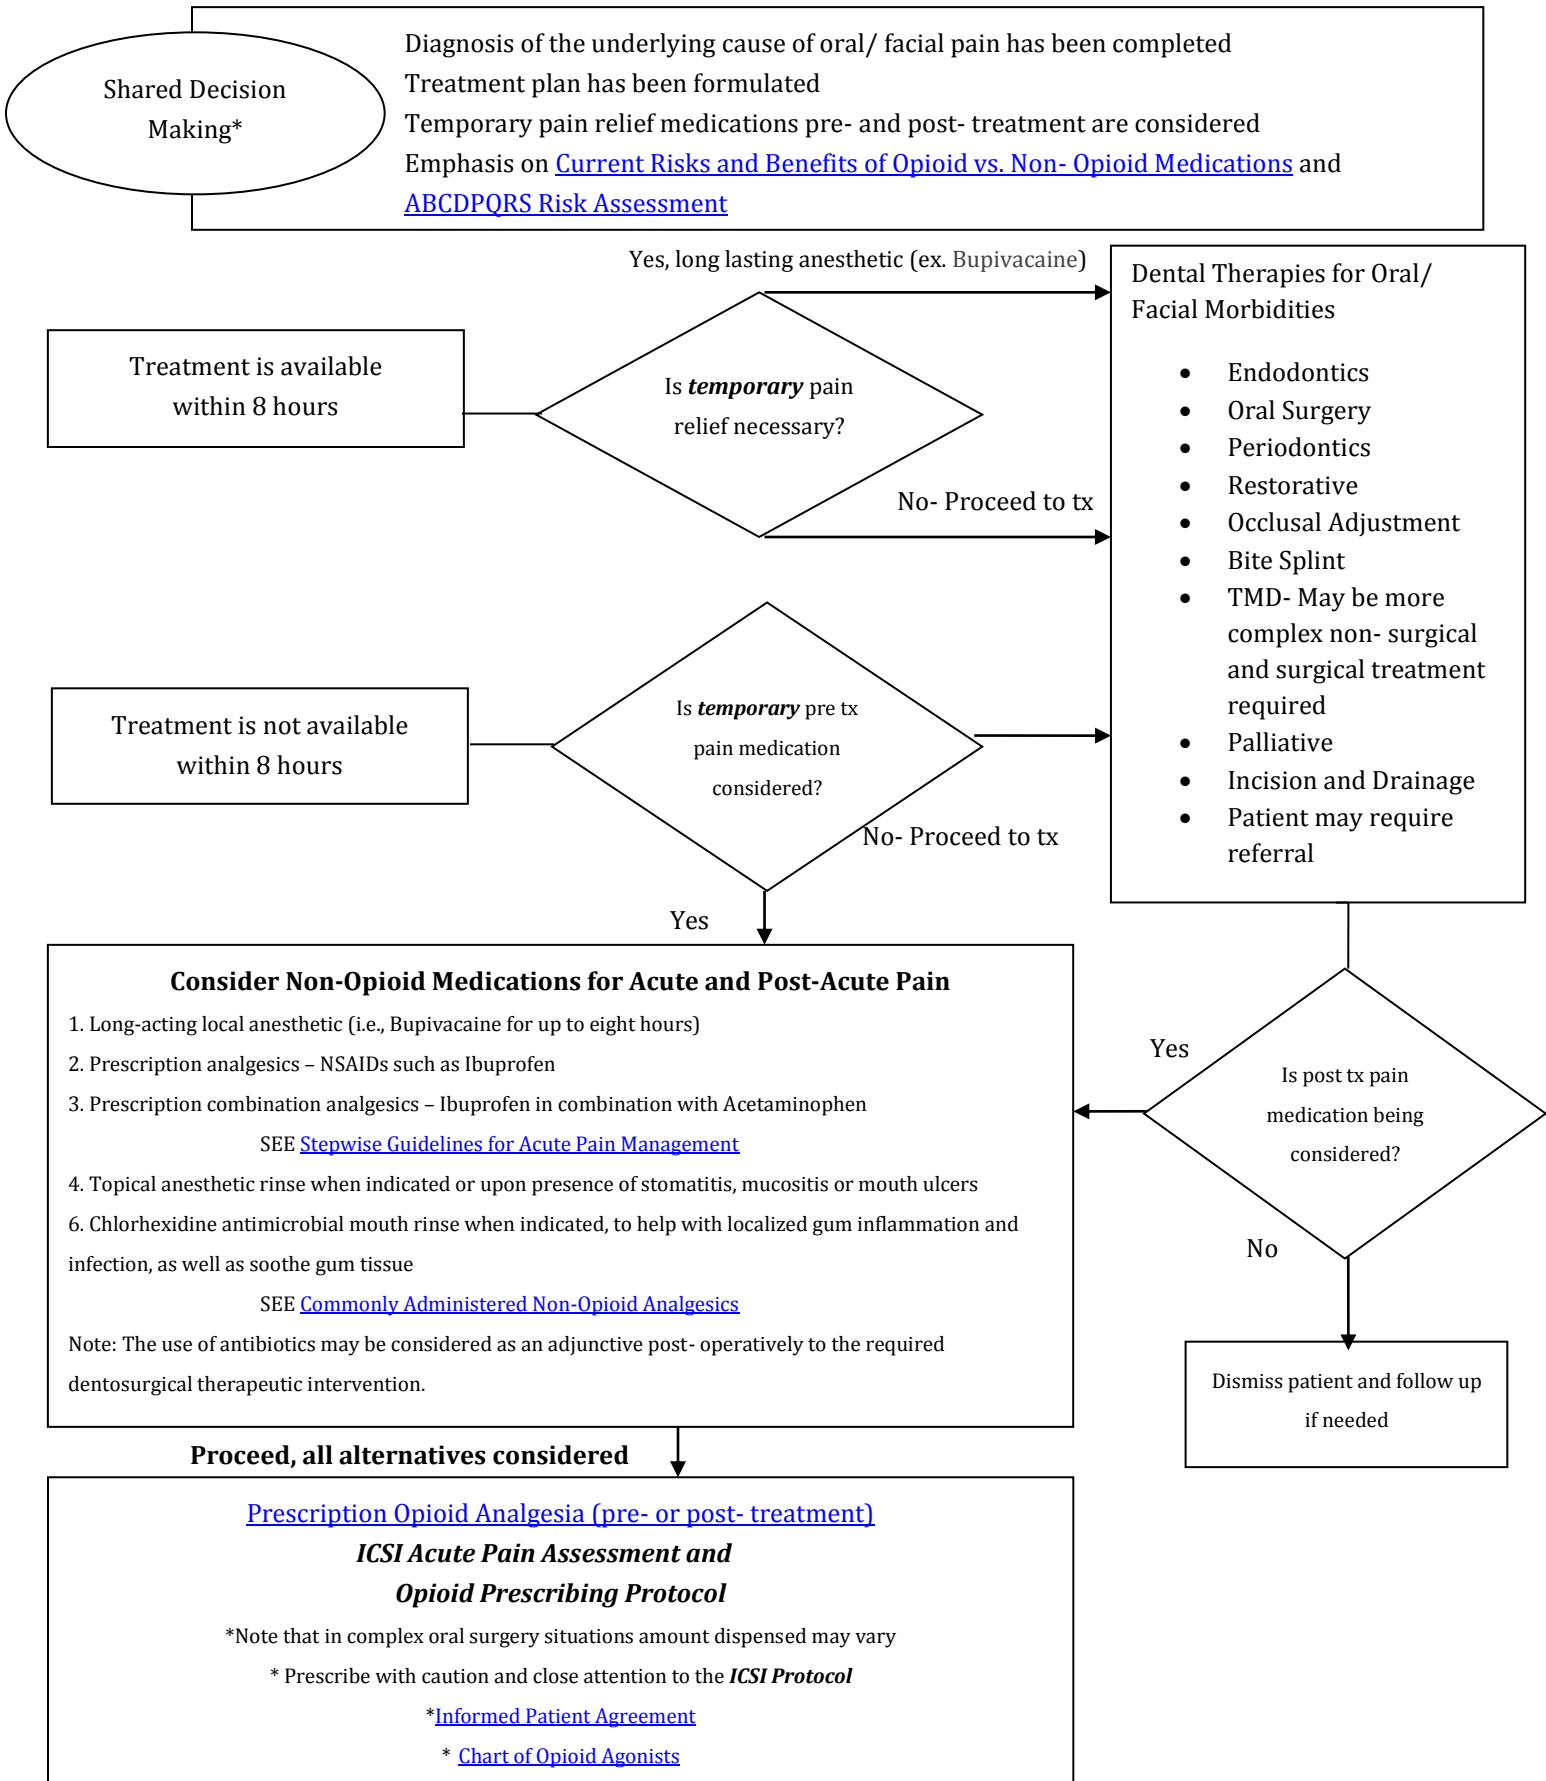 Shared Decision
Making*
Diagnosis of the underlying cause of oral/ facial pain has been completed
Treatment plan has been formulated
Temporary pain relief medications pre- and post- treatment are considered
Emphasis on Current Risks and Benefits of Opioid vs. Non- Opioid Medications and
ABCDPQRS Risk Assessment
Yes, long lasting anesthetic (ex. Bupivacaine)
Treatment is available
within 8 hours
Is temporary pain
relief necessary?
No- Proceed to tx
Dental Therapies for Oral/
Facial Morbidities
• Endodontics
• Oral Surgery
• Periodontics
• Restorative
• Occlusal Adjustment
• Bite Splint
• TMD- May be more
complex non- surgical
and surgical treatment
required
• Palliative
• Incision and Drainage
• Patient may require
referral
Treatment is not available
within 8 hours
Is temporary pre tx
pain medication
considered?
No- Proceed to tx
Yes
Consider Non-Opioid Medications for Acute and Post-Acute Pain
1. Long-acting local anesthetic (i.e., Bupivacaine for up to eight hours)
2. Prescription analgesics – NSAIDs such as Ibuprofen
3. Prescription combination analgesics – Ibuprofen in combination with Acetaminophen
SEE Stepwise Guidelines for Acute Pain Management
4. Topical anesthetic rinse when indicated or upon presence of stomatitis, mucositis or mouth ulcers
6. Chlorhexidine antimicrobial mouth rinse when indicated, to help with localized gum inflammation and
infection, as well as soothe gum tissue
SEE Commonly Administered Non-Opioid Analgesics
Note: The use of antibiotics may be considered as an adjunctive post- operatively to the required
dentosurgical therapeutic intervention.
Yes
Is post tx pain
medication being
considered?
No
Dismiss patient and follow up
if needed
Proceed, all alternatives considered
Prescription Opioid Analgesia (pre- or post- treatment)
ICSI Acute Pain Assessment and
Opioid Prescribing Protocol
*Note that in complex oral surgery situations amount dispensed may vary
* Prescribe with caution and close attention to the ICSI Protocol
*Informed Patient Agreement
* Chart of Opioid Agonists